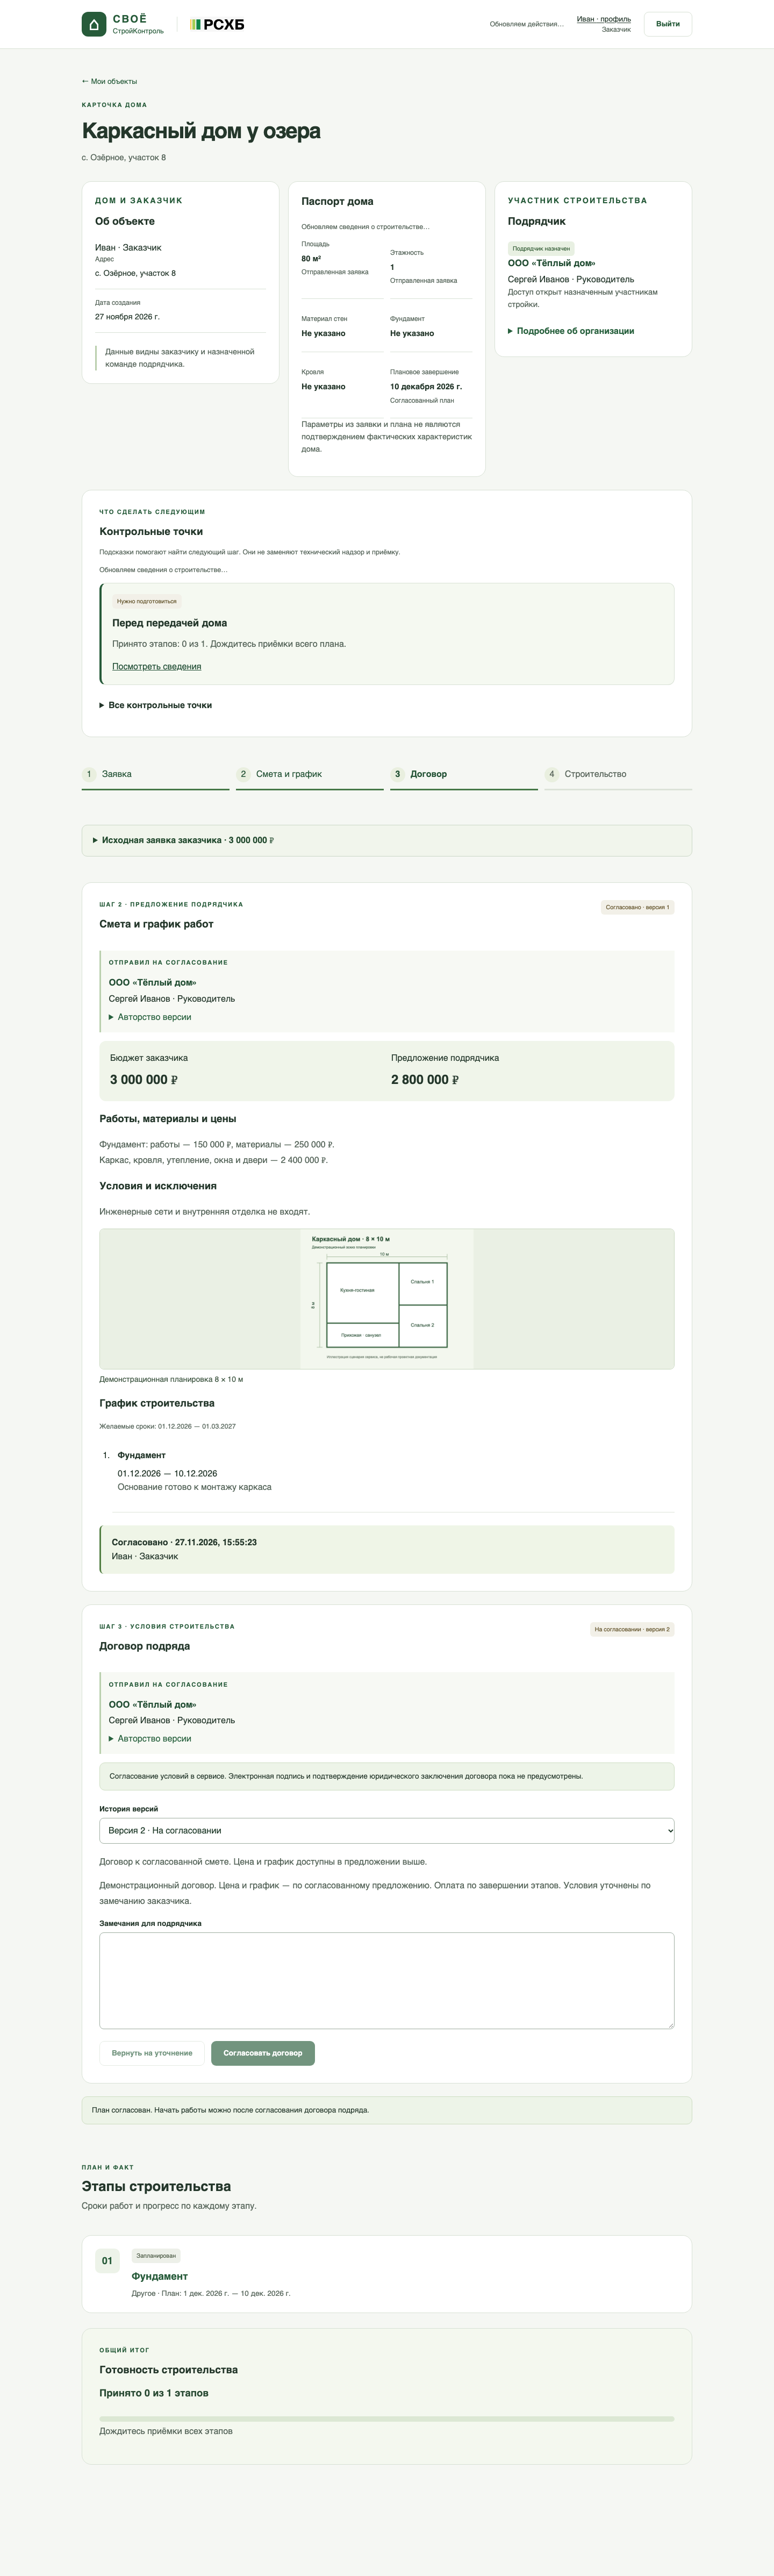 СВОЁ
СтройКонтроль
РСХБ
Обновляем действия…
Иван · профиль
Заказчик
Выйти
← Мои объекты
КАРТОЧКА ДОМА
Каркасный дом у озера
с. Озёрное, участок 8
ДОМ И ЗАКАЗЧИК
Об объекте
Иван · Заказчик
Адрес
с. Озёрное, участок 8
Дата создания
27 ноября 2026 г.
Данные видны заказчику и назначенной
команде подрядчика.
Паспорт дома
Обновляем сведения о строительстве…
Площадь
80 м²
Отправленная заявка
Этажность
1
Отправленная заявка
Материал стен
Не указано
Фундамент
Не указано
Кровля
Не указано
Плановое завершение
10 декабря 2026 г.
Согласованный план
Параметры из заявки и плана не являются
подтверждением фактических характеристик
дома.
УЧАСТНИК СТРОИТЕЛЬСТВА
Подрядчик
Подрядчик назначен
ООО «Тёплый дом»
Сергей Иванов · Руководитель
Доступ открыт назначенным участникам
стройки.
▶ Подробнее об организации
ЧТО СДЕЛАТЬ СЛЕДУЮЩИМ
Контрольные точки
Подсказки помогают найти следующий шаг. Они не заменяют технический надзор и приёмку.
Обновляем сведения о строительстве…
Нужно подготовиться
Перед передачей дома
Принято этапов: 0 из 1. Дождитесь приёмки всего плана.
Посмотреть сведения
▶ Все контрольные точки
1 Заявка
2 Смета и график
3 Договор
4 Строительство
▶ Исходная заявка заказчика · 3 000 000 ₽
ШАГ 2 · ПРЕДЛОЖЕНИЕ ПОДРЯДЧИКА
Согласовано · версия 1
Смета и график работ
ОТПРАВИЛ НА СОГЛАСОВАНИЕ
ООО «Тёплый дом»
Сергей Иванов · Руководитель
▶ Авторство версии
Бюджет заказчика
3 000 000 ₽
Предложение подрядчика
2 800 000 ₽
Работы, материалы и цены
Фундамент: работы — 150 000 ₽, материалы — 250 000 ₽.
Каркас, кровля, утепление, окна и двери — 2 400 000 ₽.
Условия и исключения
Инженерные сети и внутренняя отделка не входят.
Каркасный дом · 8 × 10 м
Демонстрационный эскиз планировки
10 м
8 м
Кухня-гостиная
Спальня 1
Спальня 2
Прихожая · санузел
Иллюстрация сценария сервиса, не рабочая проектная документация
Демонстрационная планировка 8 × 10 м
График строительства
Желаемые сроки: 01.12.2026 — 01.03.2027
1. Фундамент
01.12.2026 — 10.12.2026
Основание готово к монтажу каркаса
Согласовано · 27.11.2026, 15:55:23
Иван · Заказчик
ШАГ 3 · УСЛОВИЯ СТРОИТЕЛЬСТВА
На согласовании · версия 2
Договор подряда
ОТПРАВИЛ НА СОГЛАСОВАНИЕ
ООО «Тёплый дом»
Сергей Иванов · Руководитель
▶ Авторство версии
Согласование условий в сервисе. Электронная подпись и подтверждение юридического заключения договора пока не предусмотрены.
История версий
Версия 2 · На согласовании
Договор к согласованной смете. Цена и график доступны в предложении выше.
Демонстрационный договор. Цена и график — по согласованному предложению. Оплата по завершении этапов. Условия уточнены по
замечанию заказчика.
Замечания для подрядчика
Вернуть на уточнение
Согласовать договор
План согласован. Начать работы можно после согласования договора подряда.
ПЛАН И ФАКТ
Этапы строительства
Сроки работ и прогресс по каждому этапу.
01
Запланирован
Фундамент
Другое · План: 1 дек. 2026 г. — 10 дек. 2026 г.
ОБЩИЙ ИТОГ
Готовность строительства
Принято 0 из 1 этапов
Дождитесь приёмки всех этапов